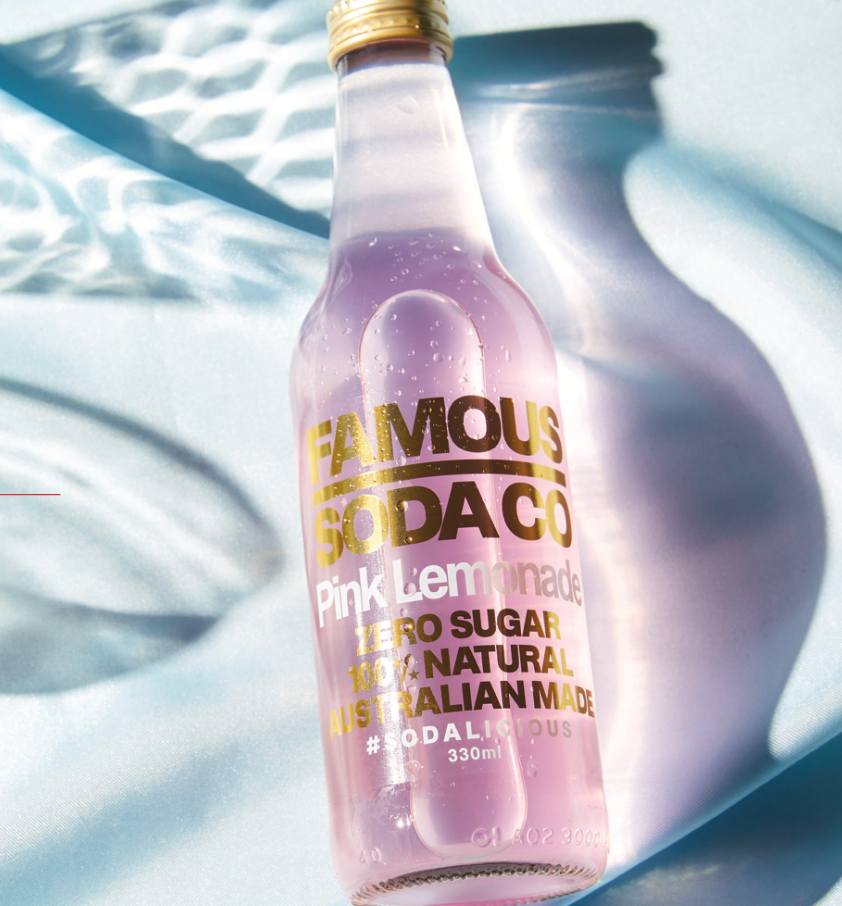 FAMOUS
SODA CO
Pink Lemonade
ZERO SUGAR
100% NATURAL
AUSTRALIAN MADE
#SODALICIOUS
330ml